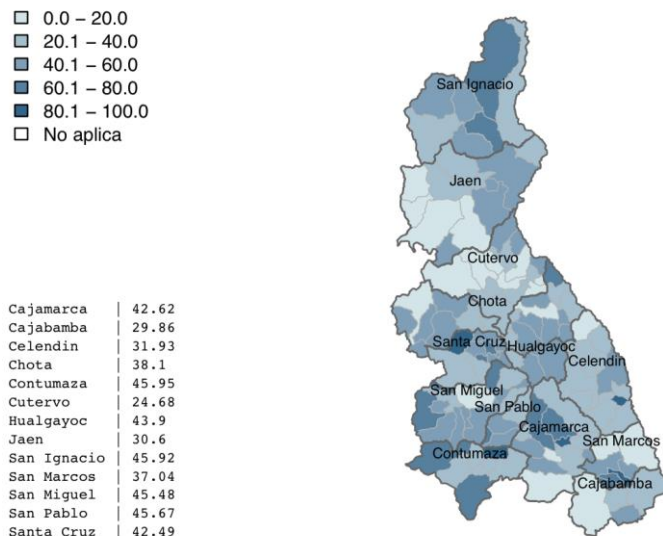 0.0 – 20.0
20.1 – 40.0
40.1 – 60.0
60.1 – 80.0
80.1 – 100.0
No aplica
San Ignacio
Jaen
Cutervo
Chota
Santa Cruz
Hualgayoc
Celendin
San Miguel
San Pablo
Cajamarca
San Marcos
Contumaza
Cajabamba
Cajamarca | 42.62
Cajabamba | 29.86
Celendin | 31.93
Chota | 38.1
Contumaza | 45.95
Cutervo | 24.68
Hualgayoc | 43.9
Jaen | 30.6
San Ignacio | 45.92
San Marcos | 37.04
San Miguel | 45.48
San Pablo | 45.67
Santa Cruz | 42.49